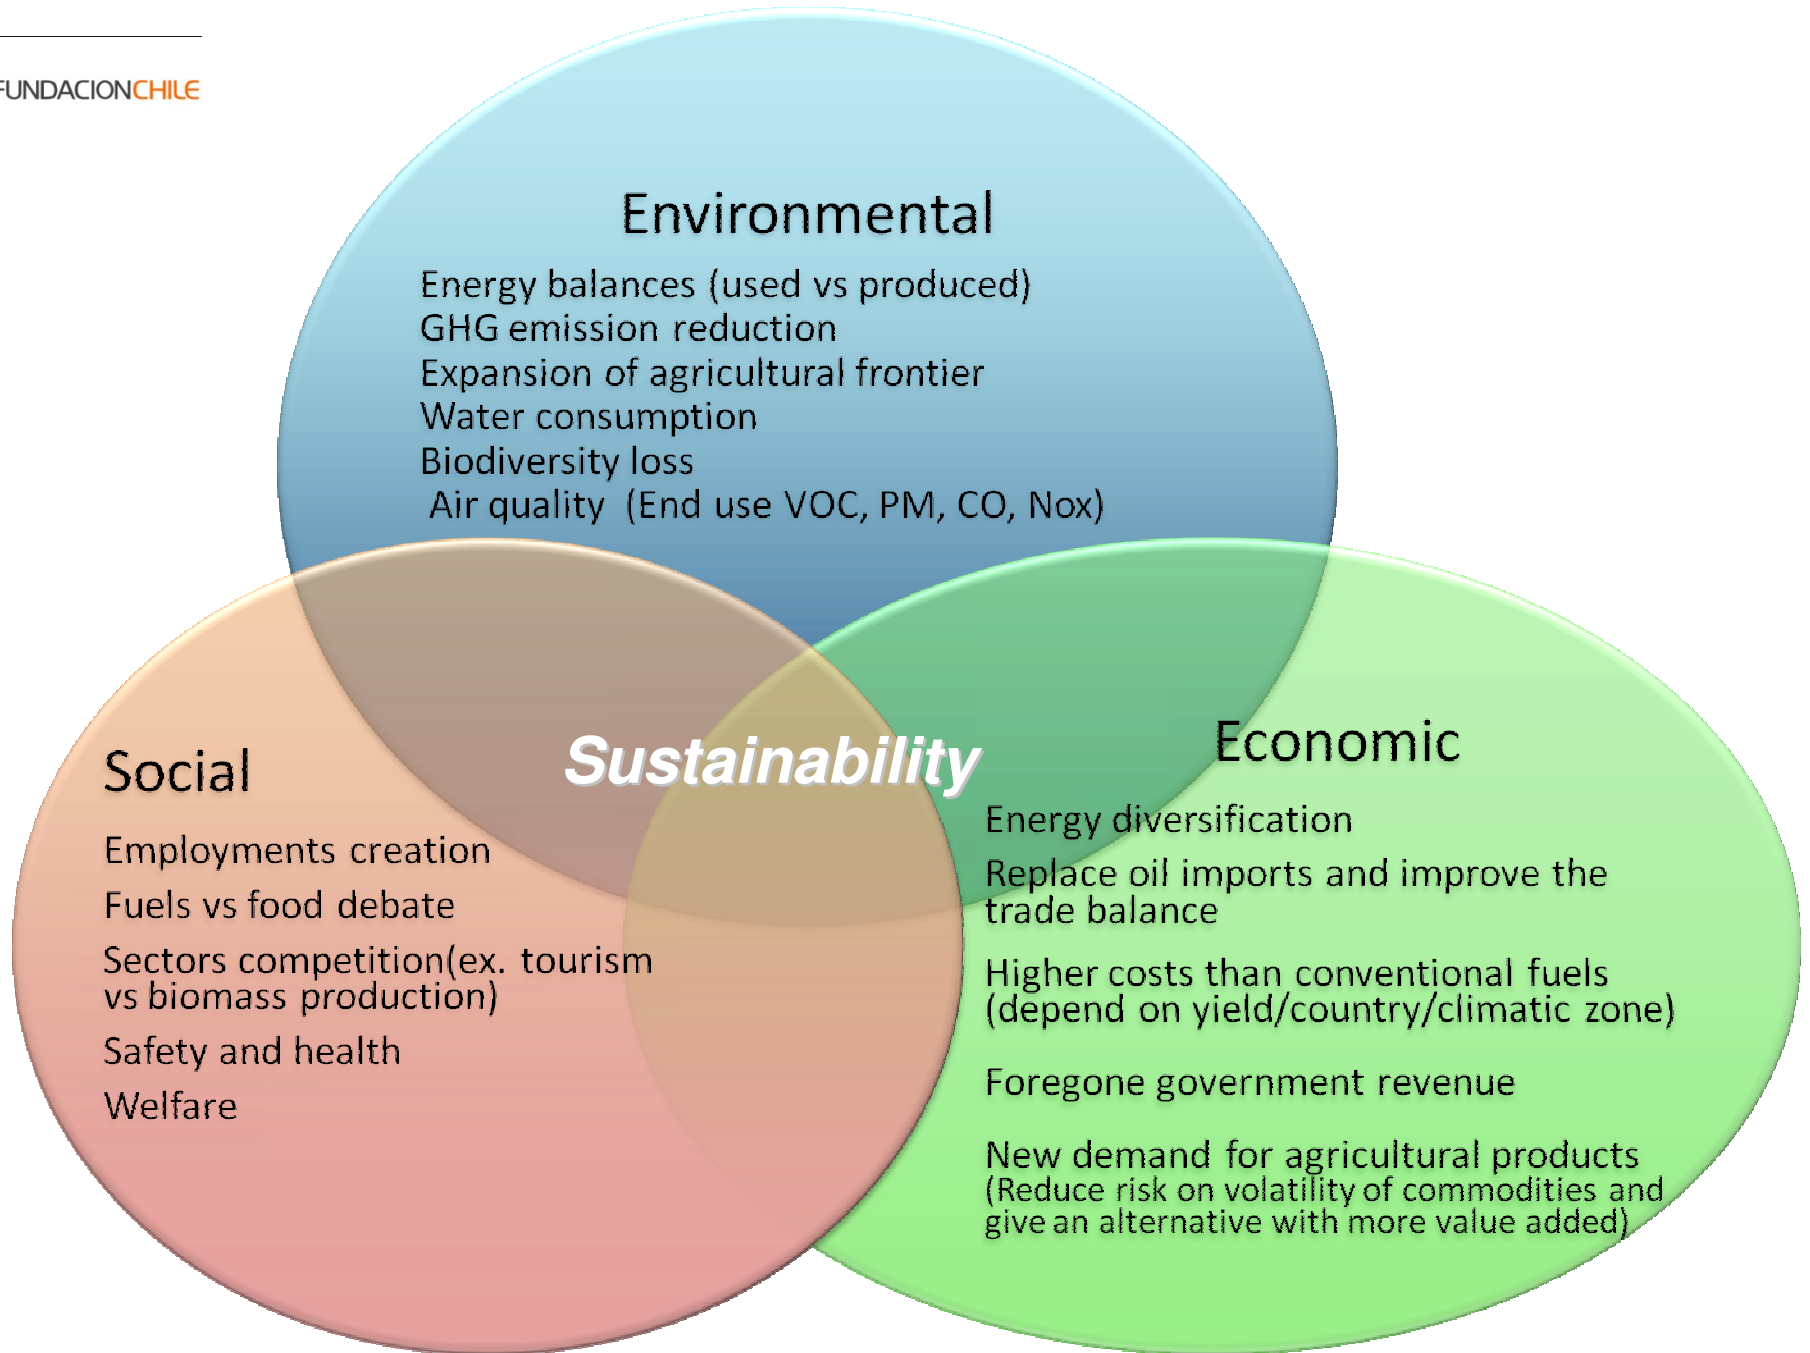 FUNDACIONCHILE
Environmental
Energy balances (used vs produced)
GHG emission reduction
Expansion of agricultural frontier
Water consumption
Biodiversity loss
Air quality (End use VOC, PM, CO, Nox)
Sustainability
Social
Employments creation
Fuels vs food debate
Sectors competition(ex. tourism
vs biomass production)
Safety and health
Welfare
Economic
Energy diversification
Replace oil imports and improve the
trade balance
Higher costs than conventional fuels
(depend on yield/country/climatic zone)
Foregone government revenue
New demand for agricultural products
(Reduce risk on volatility of commodities and
give an alternative with more value added)